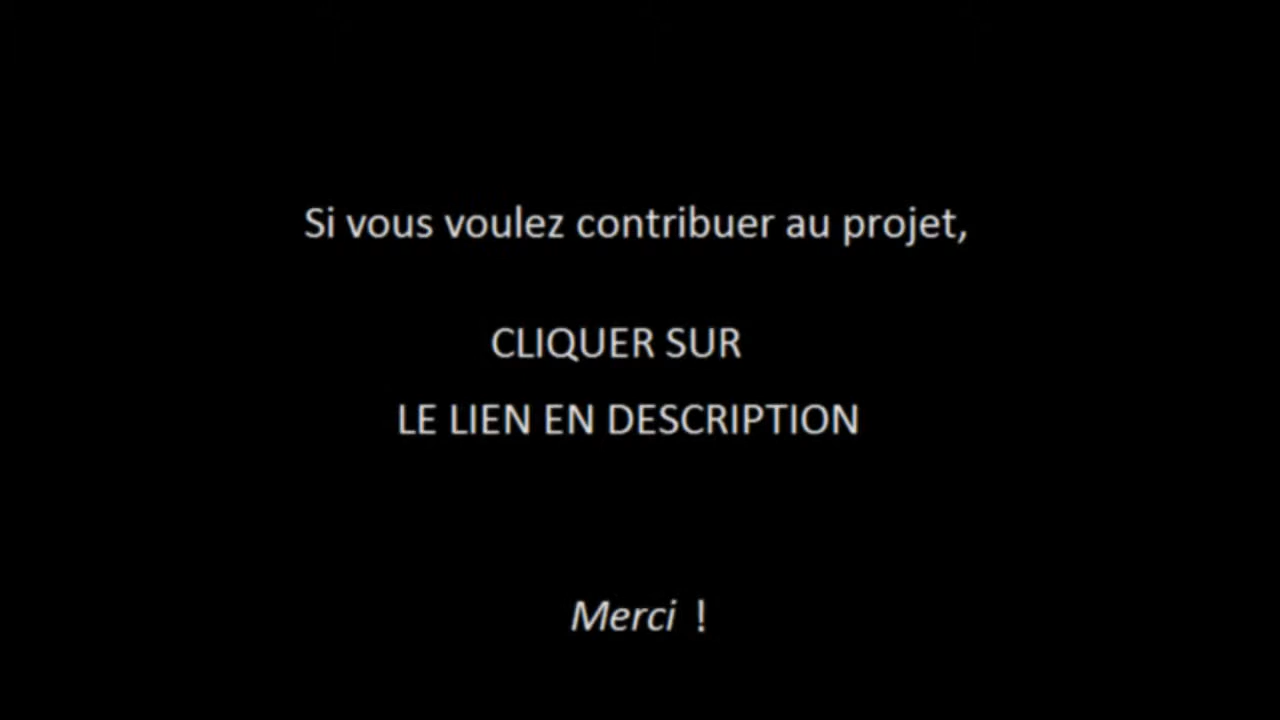 Si vous voulez contribuer au projet,
CLIQUER SUR
LE LIEN EN DESCRIPTION
Merci !